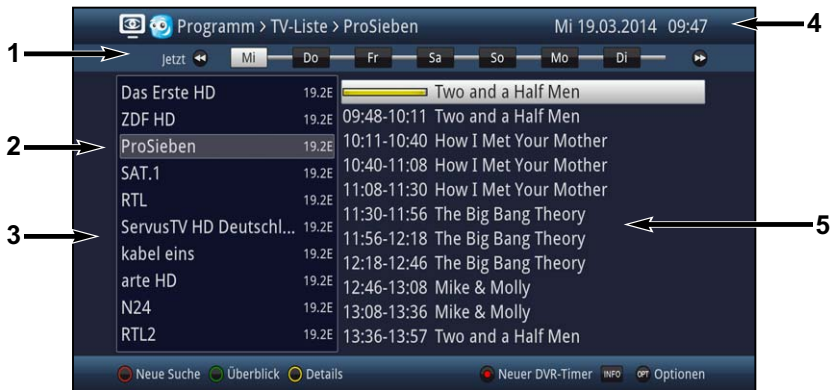 Programm > TV-Liste > ProSieben Mi 19.03.2014 09:47 4
1 Jetzt Mi Do Fr Sa So Mo Di
Das Erste HD 19.2E Two and a Half Men
ZDF HD 19.2E 09:48-10:11 Two and a Half Men
2 ProSieben 19.2E 10:11-10:40 How I Met Your Mother
SAT.1 19.2E 10:40-11:08 How I Met Your Mother
RTL 19.2E 11:08-11:30 How I Met Your Mother
3 ServusTV HD Deutschl... 19.2E 11:30-11:56 The Big Bang Theory 5
kabel eins 19.2E 11:56-12:18 The Big Bang Theory
arte HD 19.2E 12:18-12:46 The Big Bang Theory
N24 19.2E 12:46-13:08 Mike & Molly
RTL2 19.2E 13:08-13:36 Mike & Molly
13:36-13:57 Two and a Half Men
Neue Suche Überblick Details Neuer DVR-Timer INFO OPT Optionen